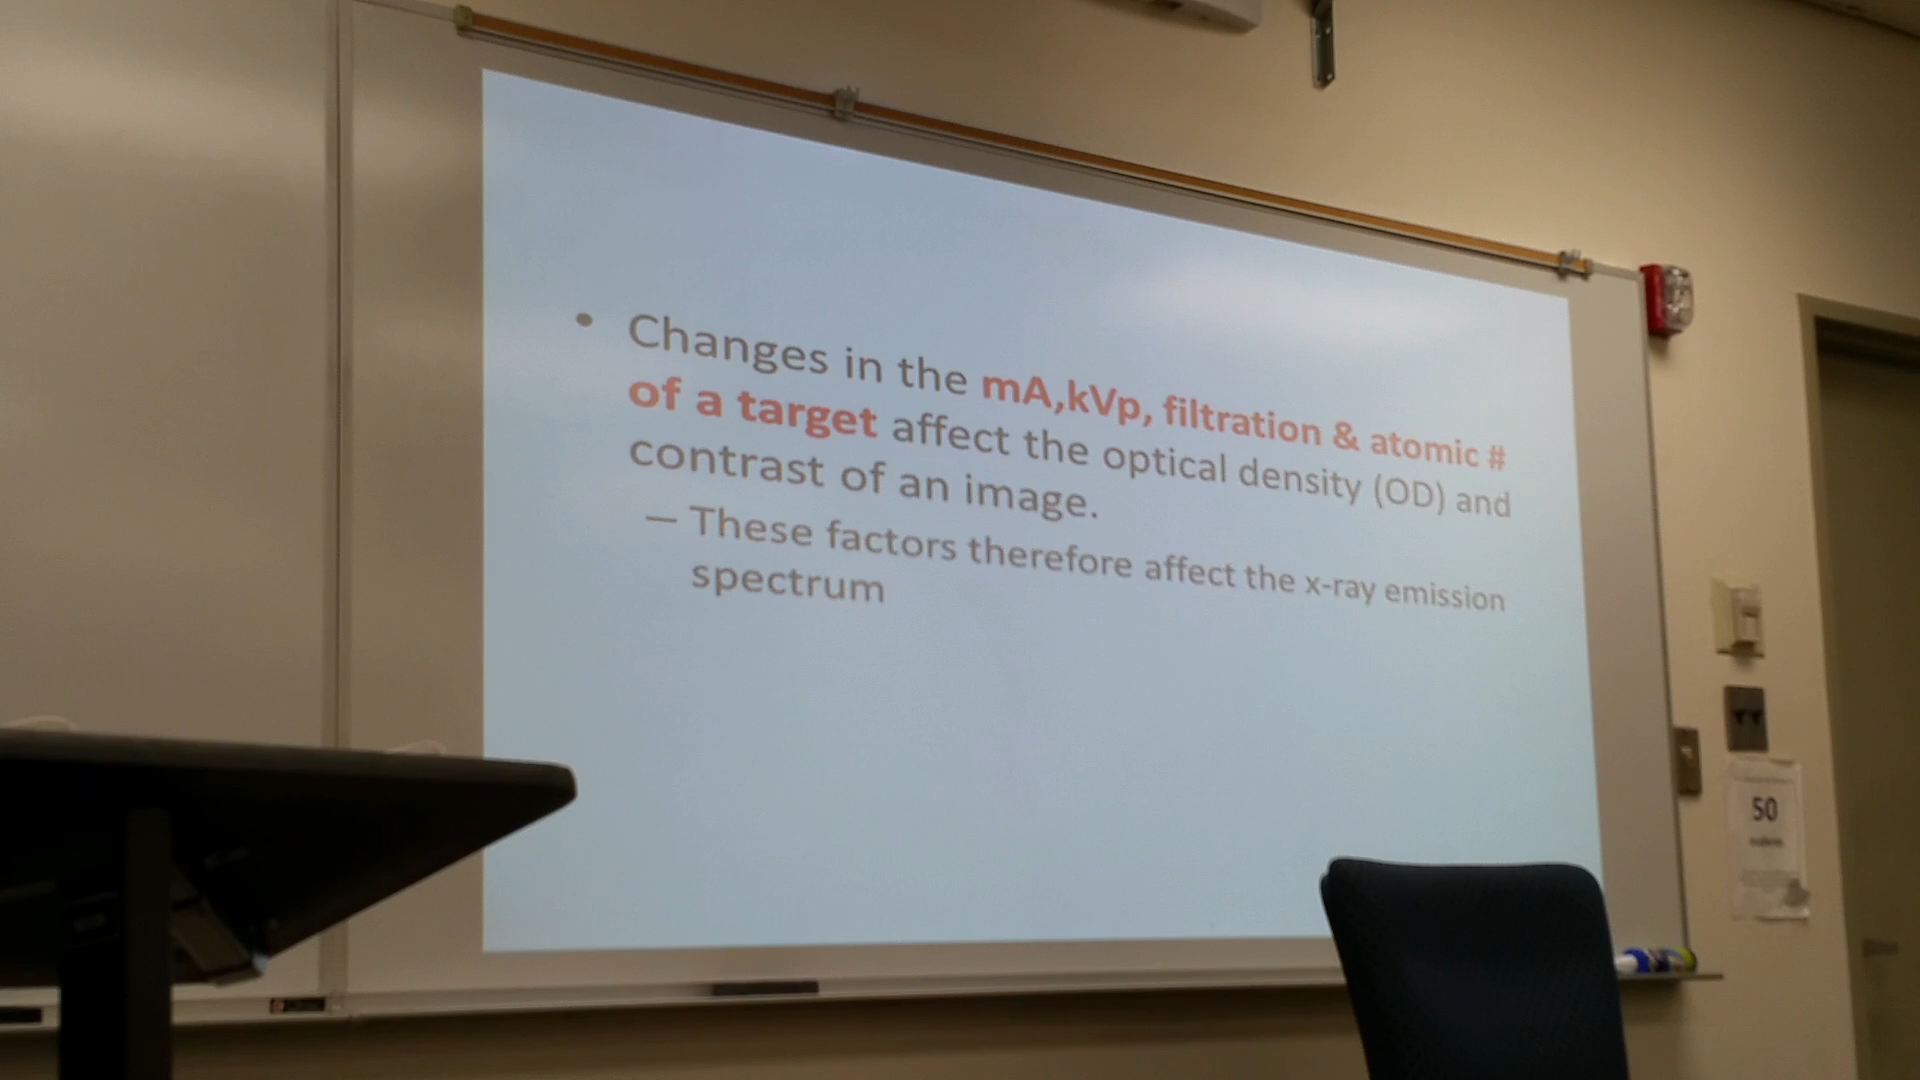 • Changes in the mA,kVp, filtration & atomic #
of a target affect the optical density (OD) and
contrast of an image.
– These factors therefore affect the x-ray emission
spectrum
50